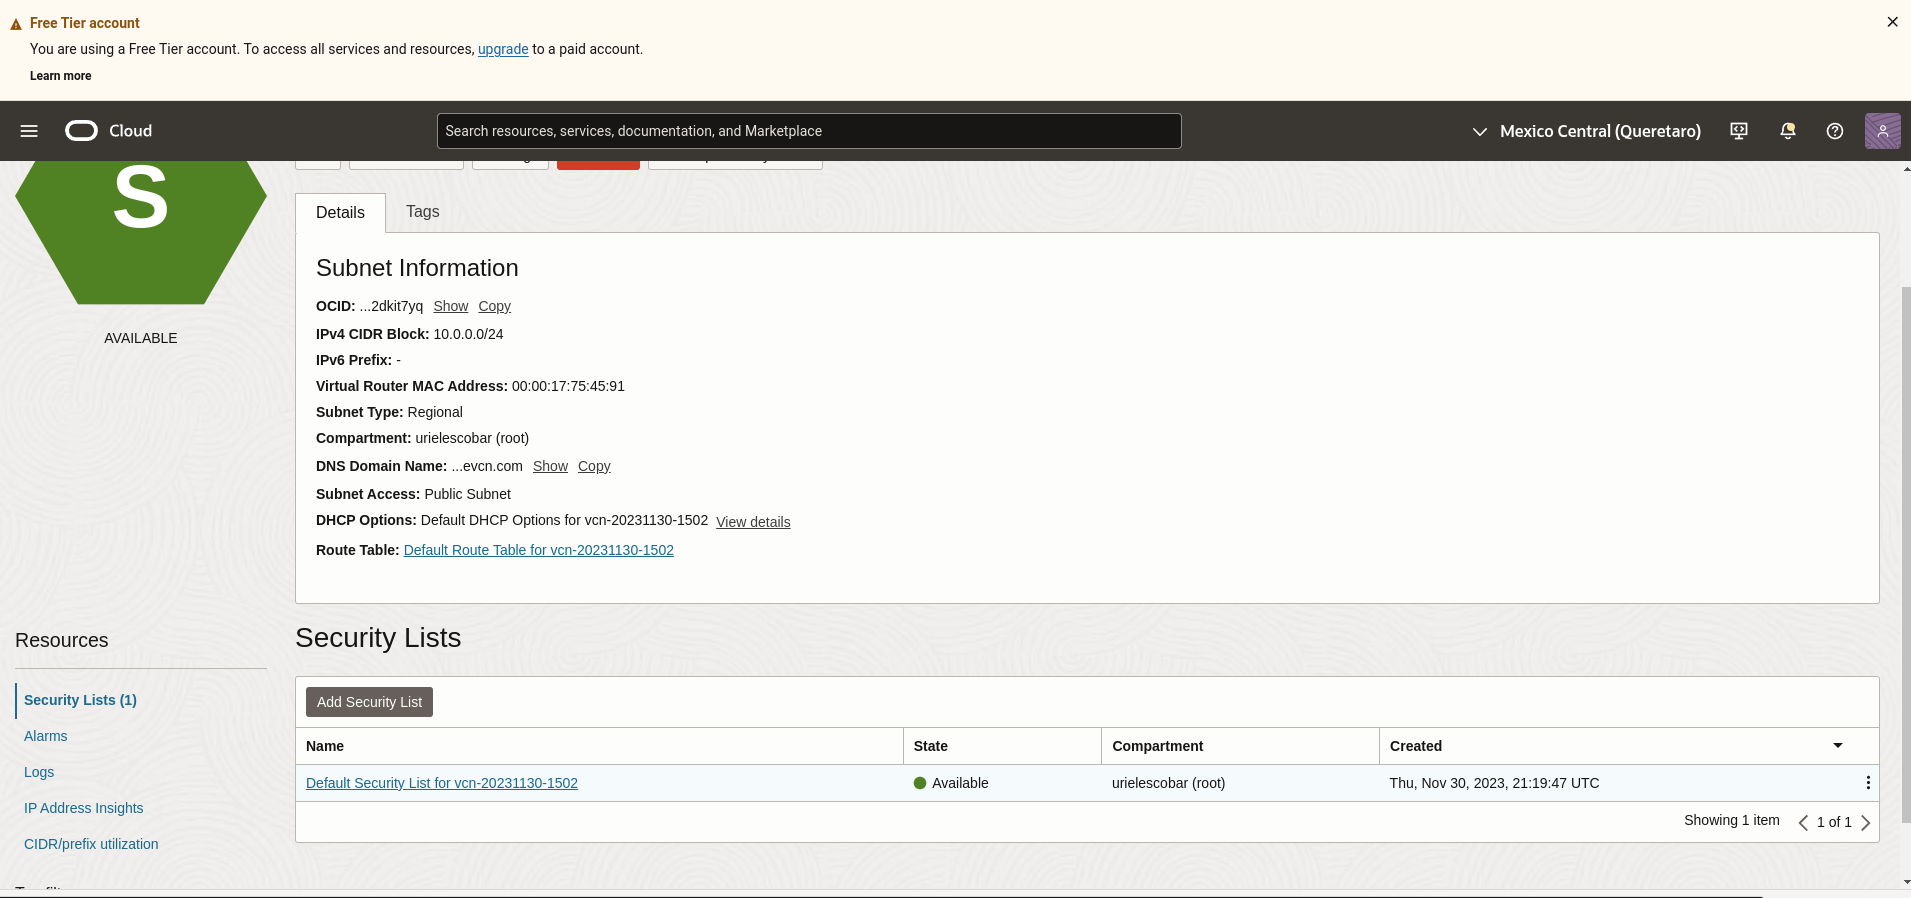 Free Tier account
You are using a Free Tier account. To access all services and resources, upgrade to a paid account.
Learn more
Cloud
Search resources, services, documentation, and Marketplace
Mexico Central (Queretaro)
S
AVAILABLE
Details
Tags
Subnet Information
OCID: ...2dkit7yq Show Copy
IPv4 CIDR Block: 10.0.0.0/24
IPv6 Prefix: -
Virtual Router MAC Address: 00:00:17:75:45:91
Subnet Type: Regional
Compartment: urielescobar (root)
DNS Domain Name: ...evcn.com Show Copy
Subnet Access: Public Subnet
DHCP Options: Default DHCP Options for vcn-20231130-1502 View details
Route Table: Default Route Table for vcn-20231130-1502
Resources
Security Lists (1)
Alarms
Logs
IP Address Insights
CIDR/prefix utilization
Security Lists
Add Security List
Name State Compartment Created
Default Security List for vcn-20231130-1502 Available urielescobar (root) Thu, Nov 30, 2023, 21:19:47 UTC
Showing 1 item 1 of 1